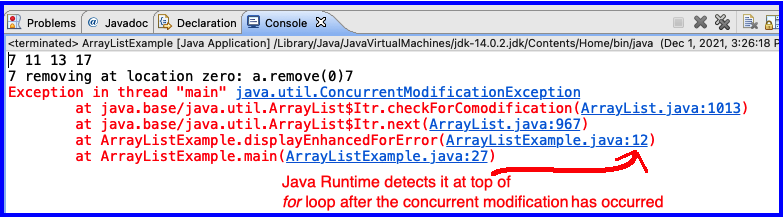 Problems @ Javadoc Declaration Console
<terminated> ArrayListExample [Java Application] /Library/Java/JavaVirtualMachines/jdk-14.0.2.jdk/Contents/Home/bin/java (Dec 1, 2021, 3:26:18 P
7 11 13 17
7 removing at location zero: a.remove(0)7
Exception in thread "main" java.util.ConcurrentModificationException
at java.base/java.util.ArrayList$Itr.checkForComodification(ArrayList.java:1013)
at java.base/java.util.ArrayList$Itr.next(ArrayList.java:967)
at ArrayListExample.displayEnhancedForError(ArrayListExample.java:12)
at ArrayListExample.main(ArrayListExample.java:27)
Java Runtime detects it at top of
for loop after the concurrent modification has occurred